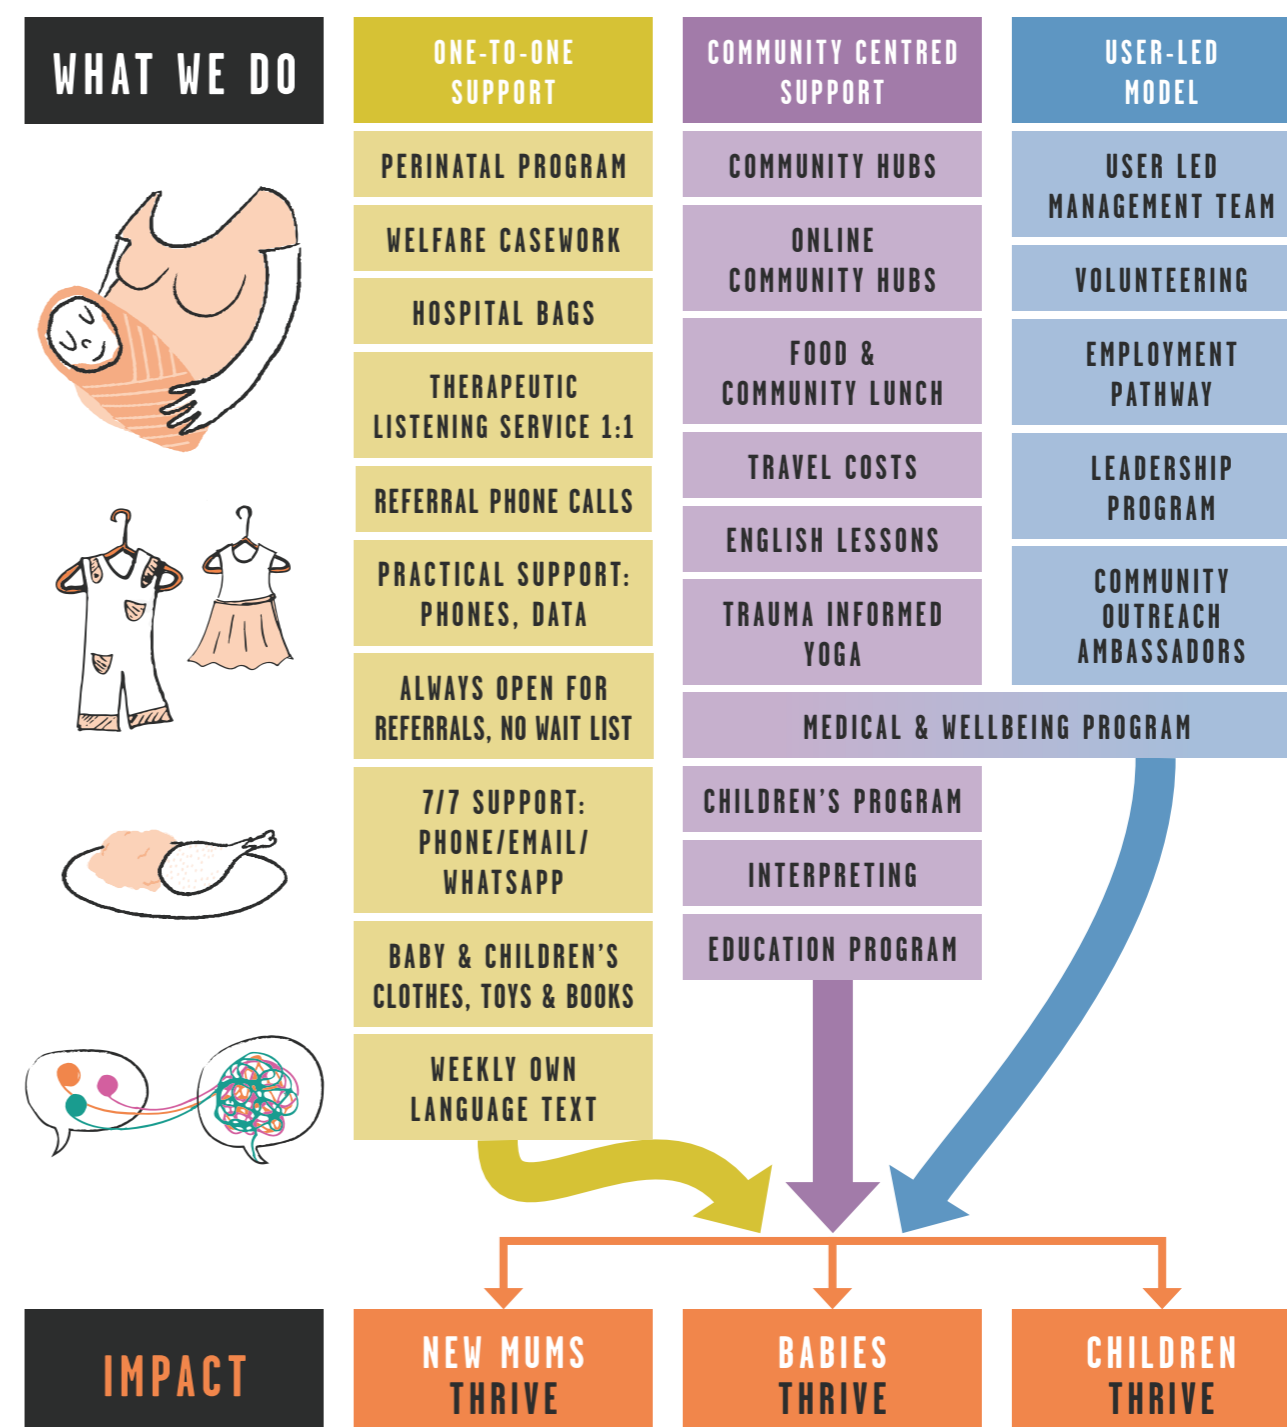 WHAT WE DO
ONE-TO-ONE
SUPPORT
PERINATAL PROGRAM
WELFARE CASEWORK
HOSPITAL BAGS
THERAPEUTIC
LISTENING SERVICE 1:1
REFERRAL PHONE CALLS
PRACTICAL SUPPORT:
PHONES, DATA
ALWAYS OPEN FOR
REFERRALS, NO WAIT LIST
7/7 SUPPORT:
PHONE/EMAIL/
WHATSAPP
BABY & CHILDREN'S
CLOTHES, TOYS & BOOKS
WEEKLY OWN
LANGUAGE TEXT
COMMUNITY CENTRED
SUPPORT
COMMUNITY HUBS
ONLINE
COMMUNITY HUBS
FOOD &
COMMUNITY LUNCH
TRAVEL COSTS
ENGLISH LESSONS
TRAUMA INFORMED
YOGA
MEDICAL & WELLBEING PROGRAM
CHILDREN'S PROGRAM
INTERPRETING
EDUCATION PROGRAM
USER-LED
MODEL
USER LED
MANAGEMENT TEAM
VOLUNTEERING
EMPLOYMENT
PATHWAY
LEADERSHIP
PROGRAM
COMMUNITY
OUTREACH
AMBASSADORS
IMPACT
NEW MUMS
THRIVE
BABIES
THRIVE
CHILDREN
THRIVE